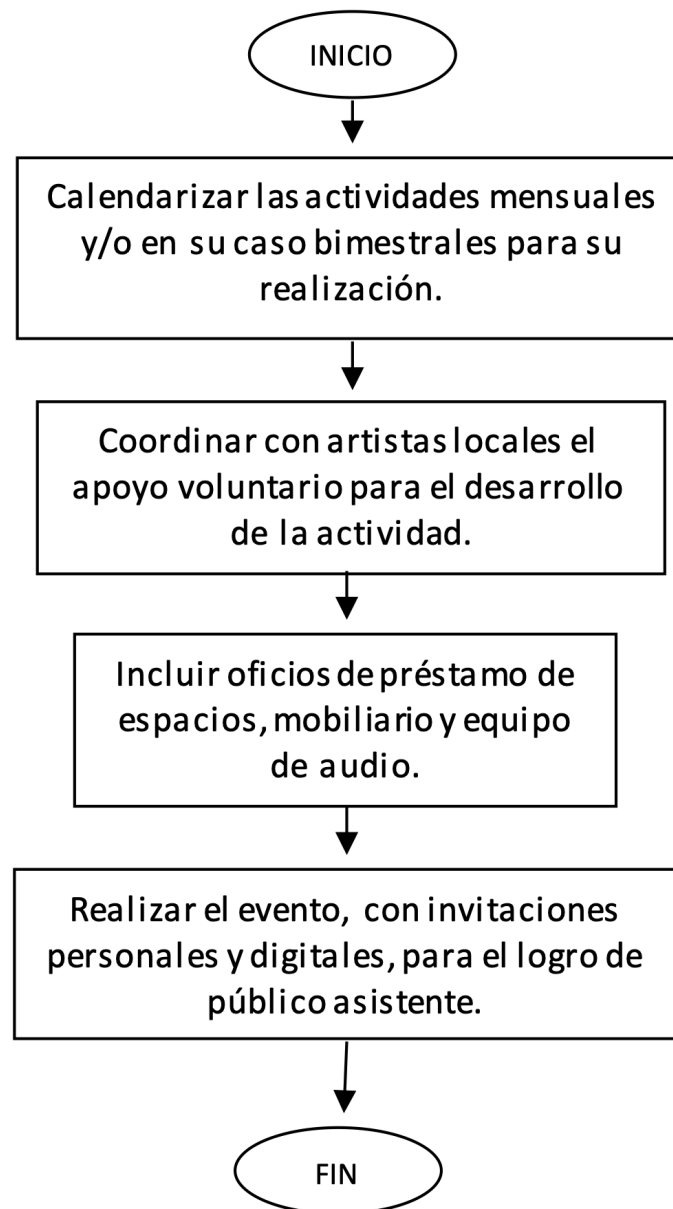 INICIO
Calendarizar las actividades mensuales
y/o en su caso bimestrales para su
realización.
Coordinar con artistas locales el
apoyo voluntario para el desarrollo
de la actividad.
Incluir oficios de préstamo de
espacios, mobiliario y equipo
de audio.
Realizar el evento, con invitaciones
personales y digitales, para el logro de
público asistente.
FIN